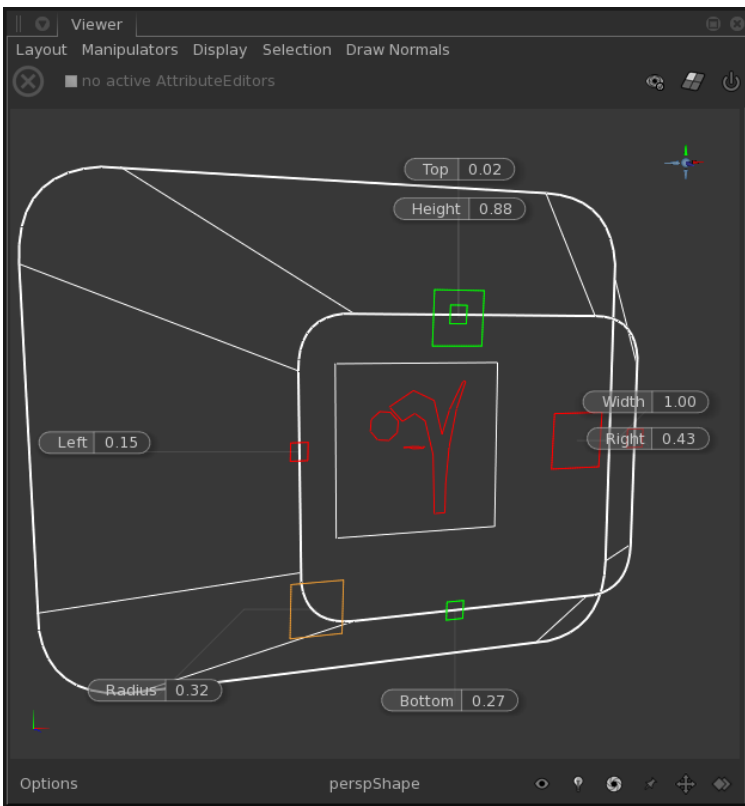 Viewer
Layout Manipulators Display Selection Draw Normals
no active AttributeEditors
Top 0.02
Height 0.88
Width 1.00
Left 0.15
Right 0.43
Radius 0.32
Bottom 0.27
Options perspShape